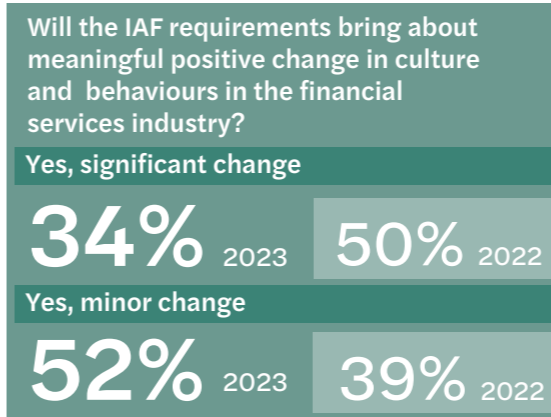 Will the IAF requirements bring about
meaningful positive change in culture
and behaviours in the financial
services industry?
Yes, significant change
34% 2023 50% 2022
Yes, minor change
52% 2023 39% 2022